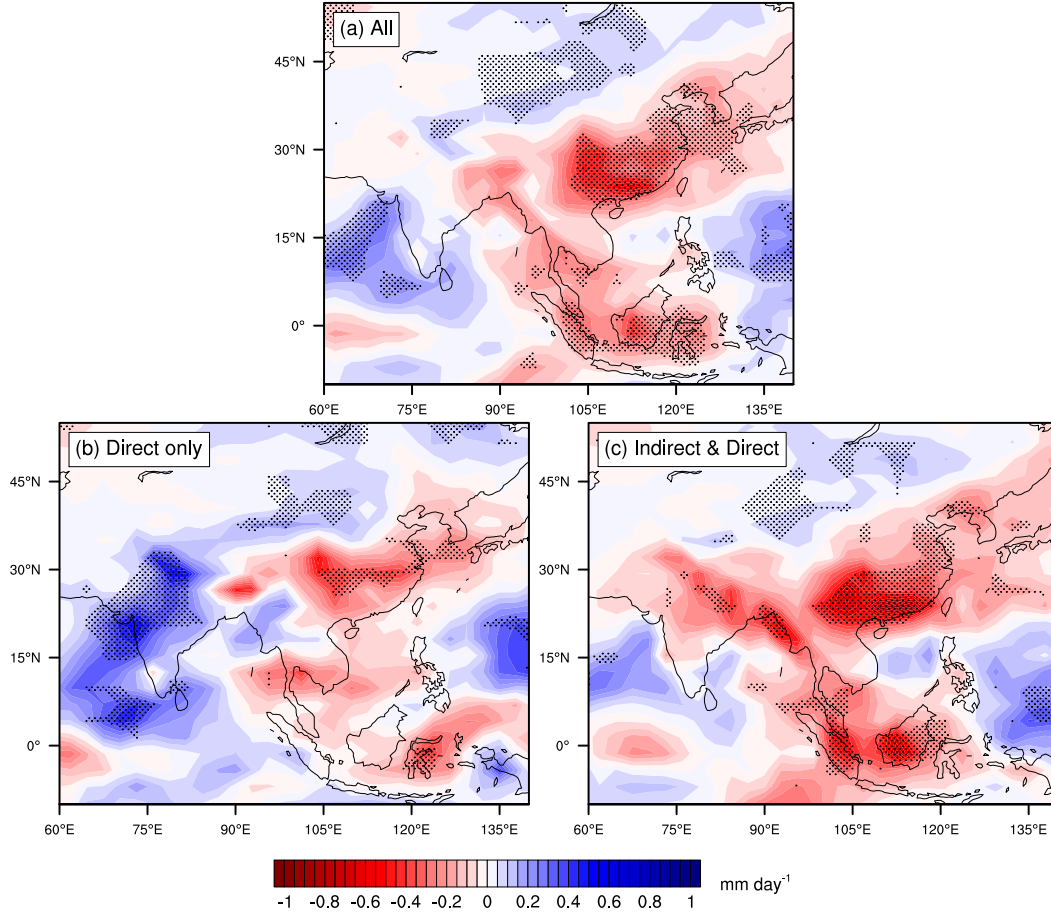 (a) All
45°N
30°N
15°N
0°
60°E 75°E 90°E 105°E 120°E 135°E
(b) Direct only
(c) Indirect & Direct
45°N 45°N
30°N 30°N
15°N 15°N
0° 0°
60°E 75°E 90°E 105°E 120°E 135°E 60°E 75°E 90°E 105°E 120°E 135°E
-1 -0.8 -0.6 -0.4 -0.2 0 0.2 0.4 0.6 0.8 1 mm day⁻¹